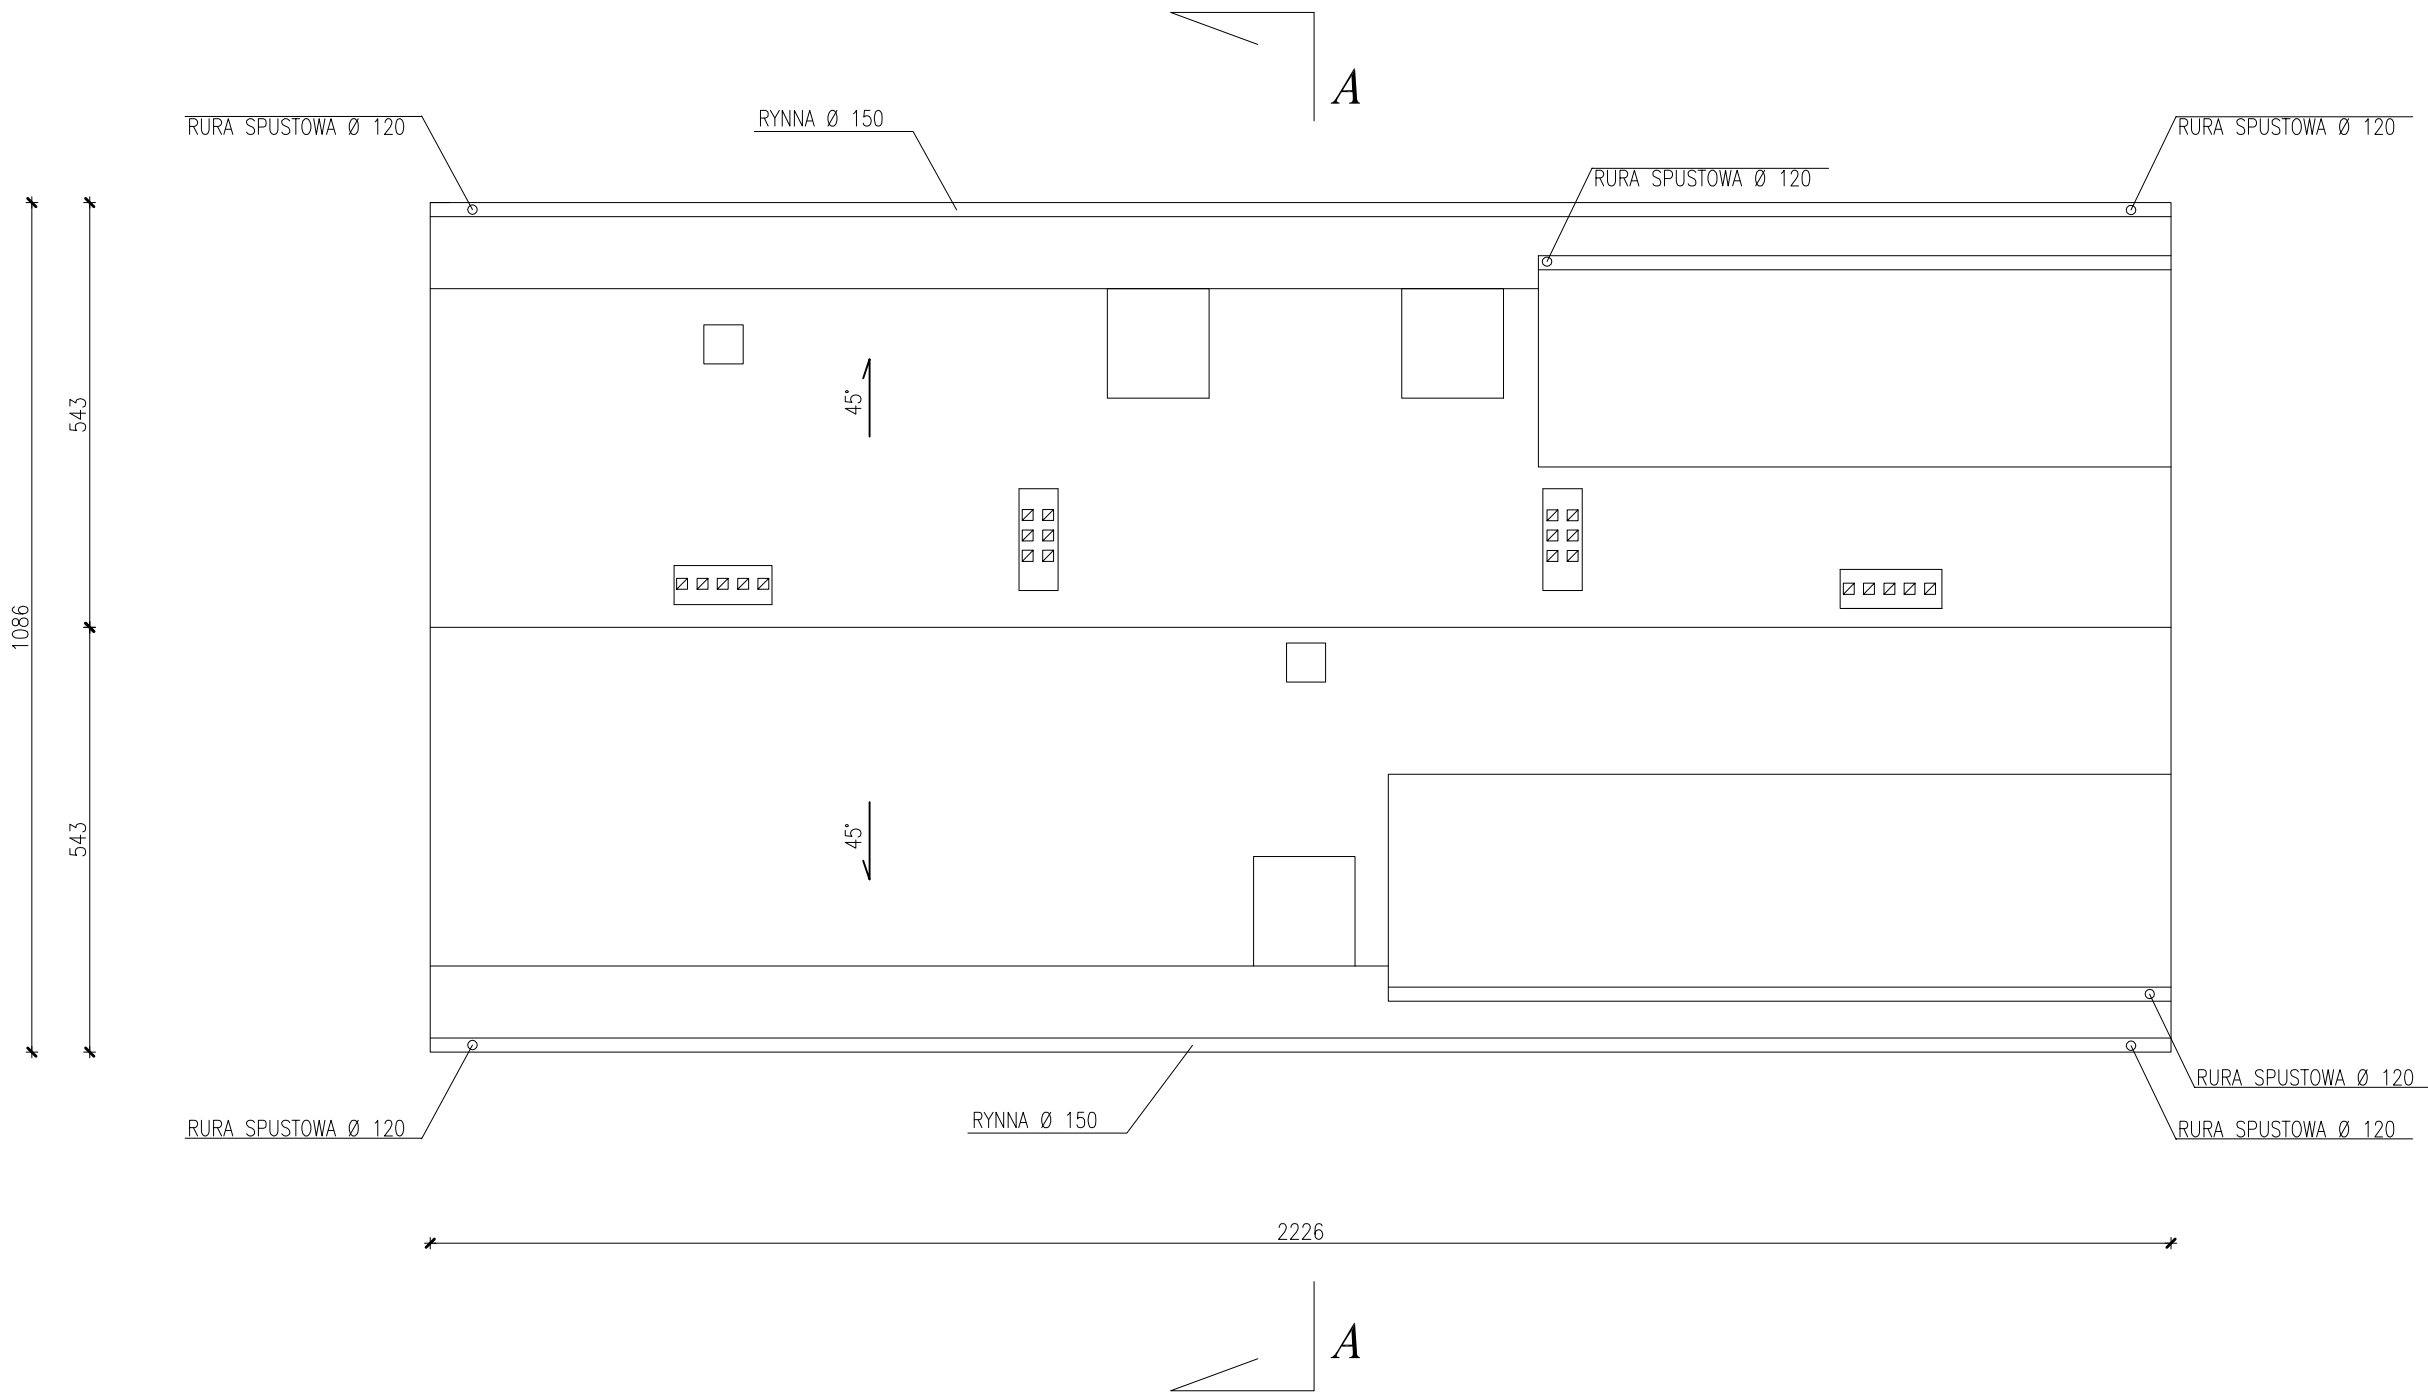 A
RURA SPUSTOWA Ø 120
RYNNA Ø 150
RURA SPUSTOWA Ø 120
RURA SPUSTOWA Ø 120
543
45°
1086
543
45°
RURA SPUSTOWA Ø 120
RYNNA Ø 150
RURA SPUSTOWA Ø 120
RURA SPUSTOWA Ø 120
2226
A